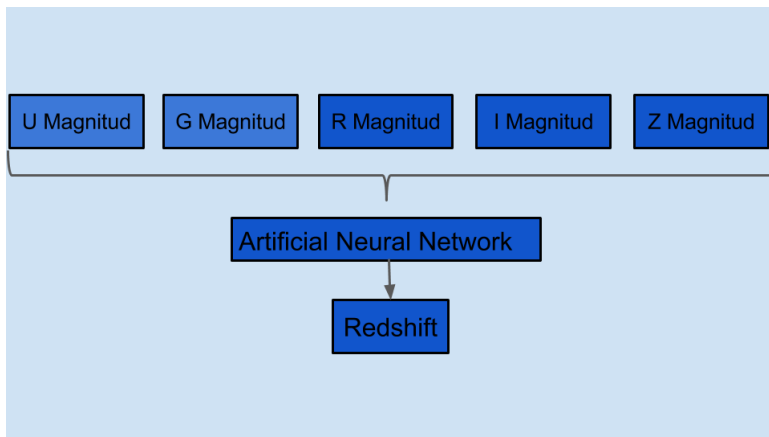 U Magnitud
G Magnitud
R Magnitud
I Magnitud
Z Magnitud
Artificial Neural Network
Redshift